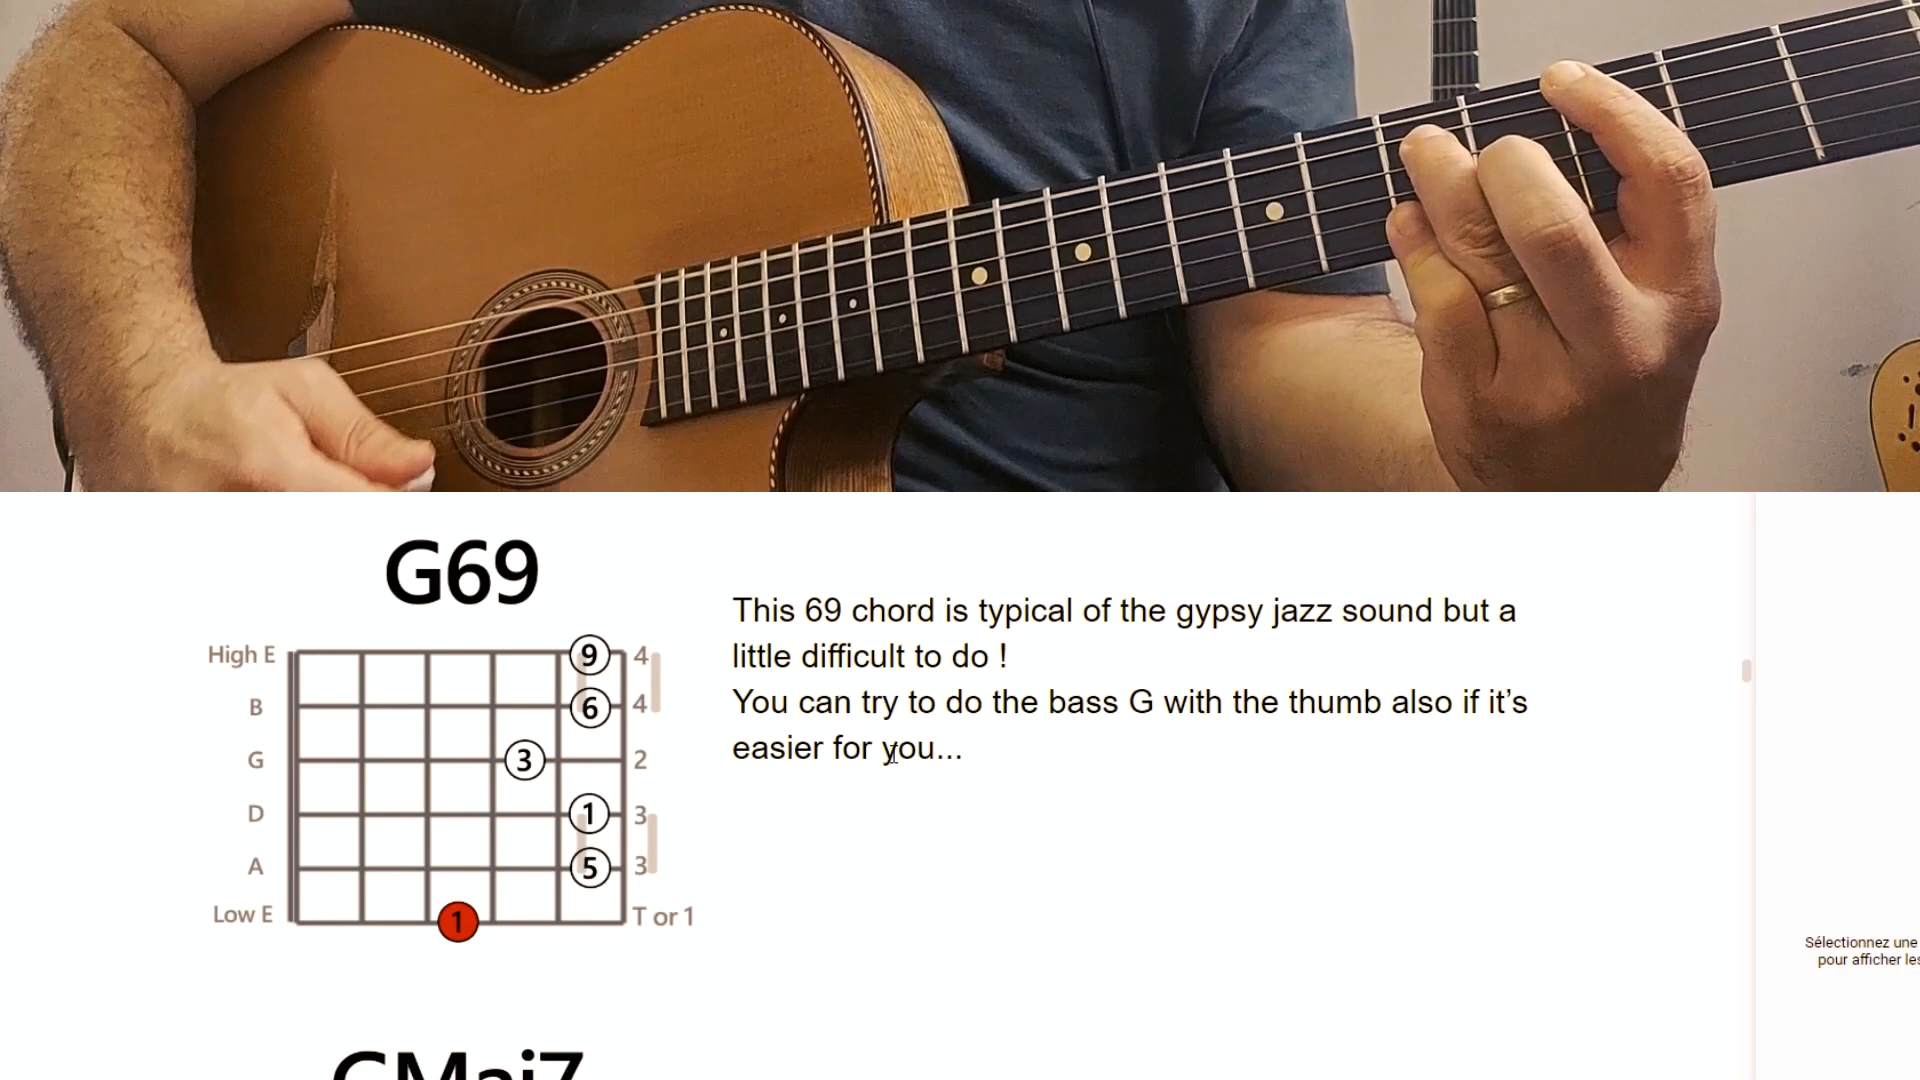 G69
High E 9 4
B 6 4
G 3 2
D 1 3
A 5 3
Low E 1 T or 1
This 69 chord is typical of the gypsy jazz sound but a
little difficult to do !
You can try to do the bass G with the thumb also if it's
easier for you...
Sélectionnez une
pour afficher les
GMaj7